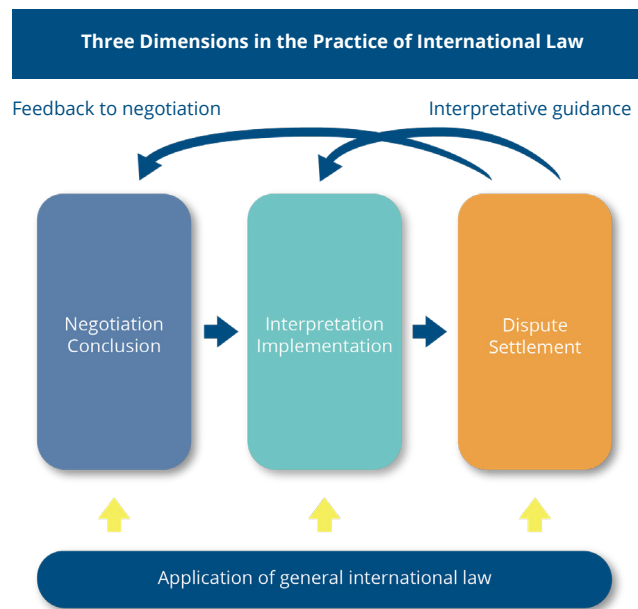 Three Dimensions in the Practice of International Law
Feedback to negotiation
Interpretative guidance
Negotiation
Conclusion
Interpretation
Implementation
Dispute
Settlement
Application of general international law